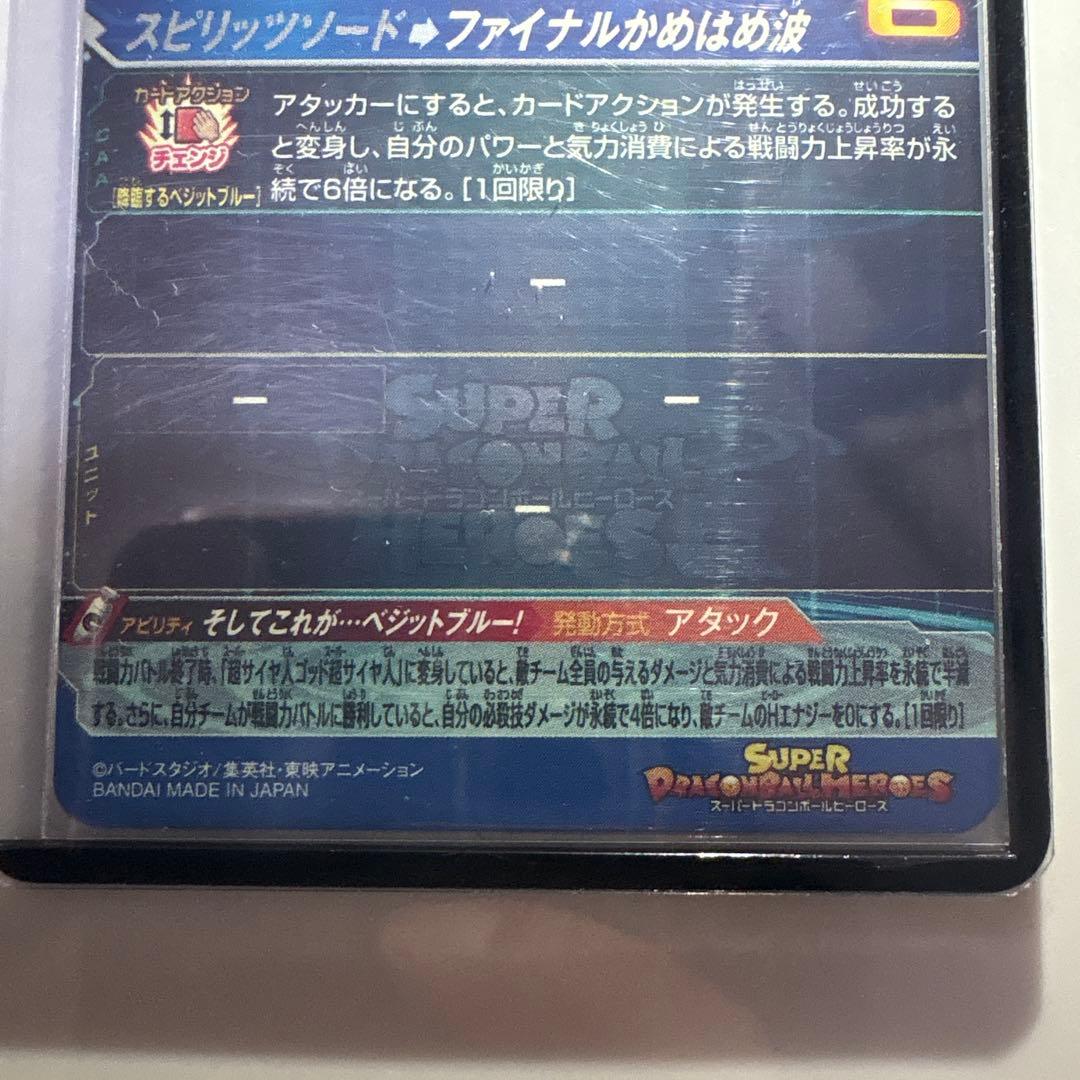 スピリッツソード➡ファイナルかめはめ波
6
CAA
カードアクション
チェンジ
[降臨するベジットブルー]
アタッカーにすると、カードアクションが発生する。成功する
と変身し、自分のパワーと気力消費による戦闘力上昇率が永
続で6倍になる。[1回限り]
ー
ー ー
ユニット
SUPER
DRAGONBALL
スーパードラゴンボールヒーローズ
HEROES
ー
アビリティ そしてこれが…ベジットブルー! 発動方式 アタック
戦闘力バトル終了時、「超サイヤ人ゴッド超サイヤ人」に変身していると、敵チーム全員の与えるダメージと気力消費による戦闘力上昇率を永続で半減
する。さらに、自分チームが戦闘力バトルに勝利していると、自分の必殺技ダメージが永続で4倍になり、敵チームのHエナジーを0にする。[1回限り]
©バードスタジオ/集英社・東映アニメーション
BANDAI MADE IN JAPAN
SUPER
DRAGONBALL HEROES
スーパードラゴンボールヒーローズ